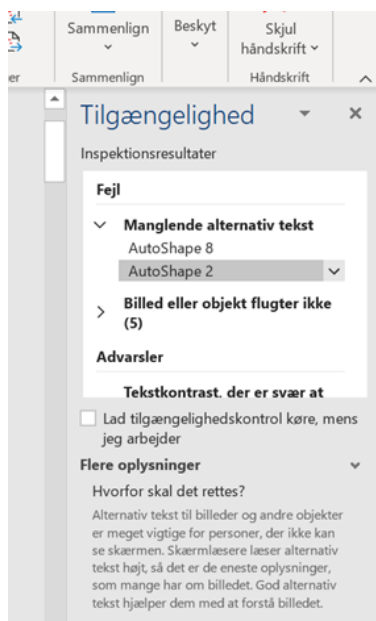 Sammenlign
Beskyt
Skjul
håndskrift
er
Sammenlign
Håndskrift
Tilgængelighed
Inspektionsresultater
Fejl
Manglende alternativ tekst
AutoShape 8
AutoShape 2
Billed eller objekt flugter ikke
(5)
Advarsler
Tekstkontrast, der er svær at
Lad tilgængelighedskontrol køre, mens
jeg arbejder
Flere oplysninger
Hvorfor skal det rettes?
Alternativ tekst til billeder og andre objekter
er meget vigtige for personer, der ikke kan
se skærmen. Skærmlæsere læser alternativ
tekst højt, så det er de eneste oplysninger,
som mange har om billedet. God alternativ
tekst hjælper dem med at forstå billedet.